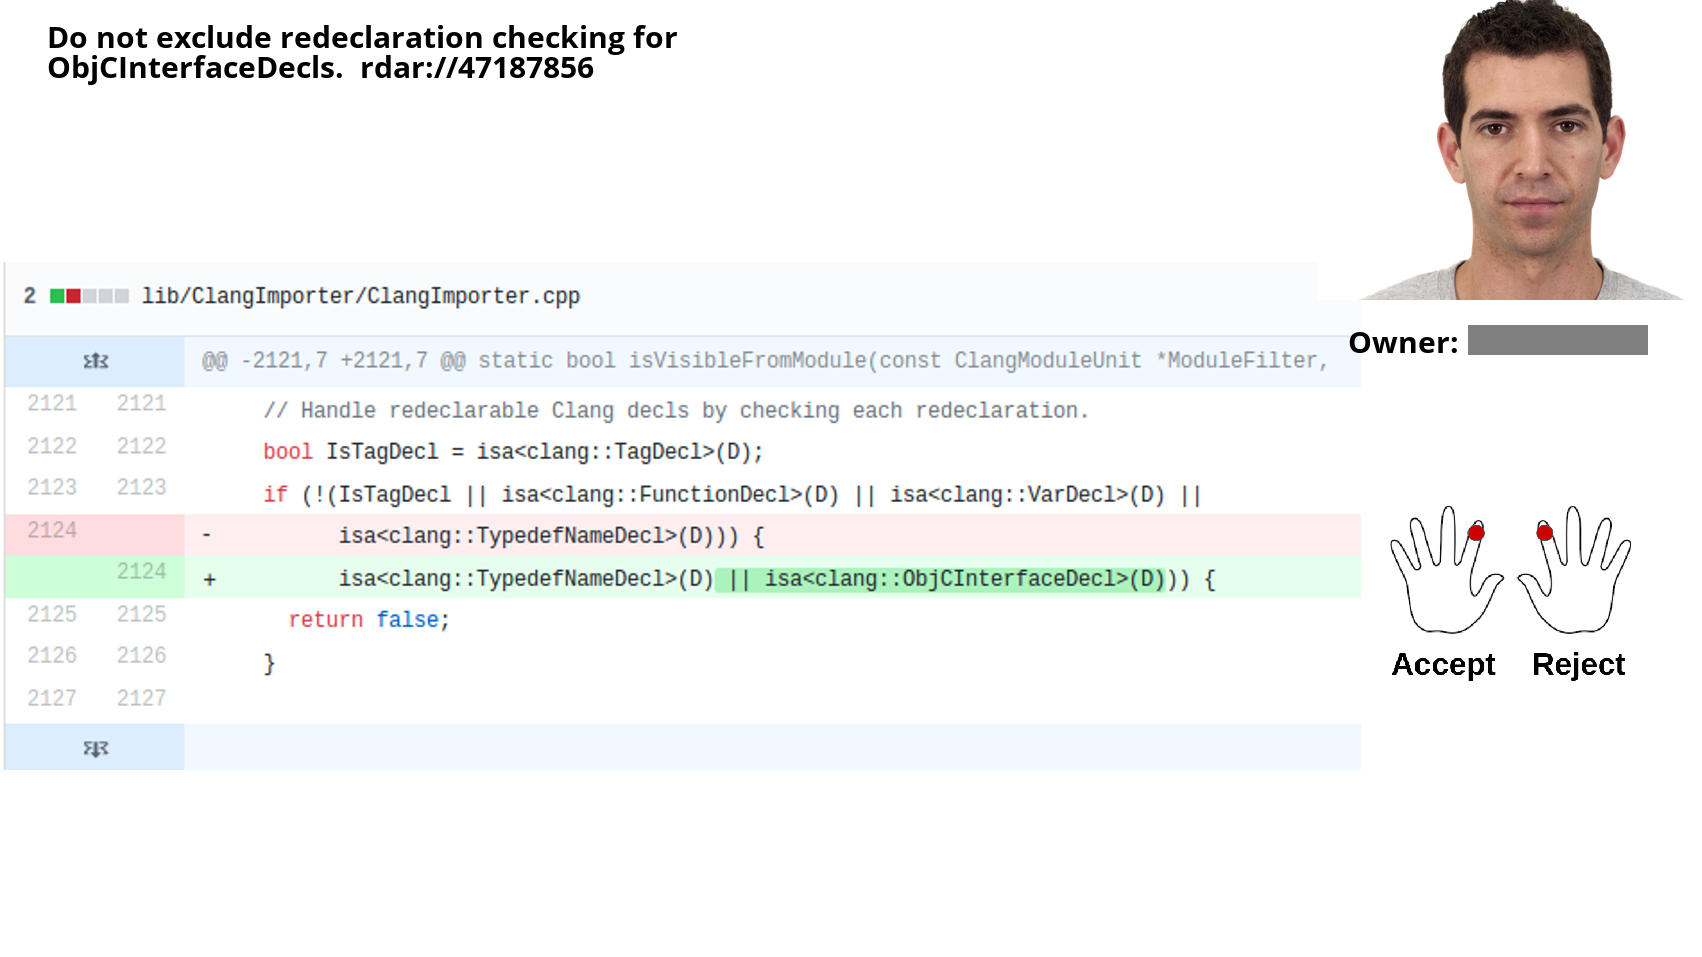 Do not exclude redeclaration checking for
ObjCInterfaceDecls.  rdar://47187856
2 lib/ClangImporter/ClangImporter.cpp
@@ -2121,7 +2121,7 @@ static bool isVisibleFromModule(const ClangModuleUnit *ModuleFilter,
Owner:
2121 2121 // Handle redeclarable Clang decls by checking each redeclaration.
2122 2122 bool IsTagDecl = isa<clang::TagDecl>(D);
2123 2123 if (!(IsTagDecl || isa<clang::FunctionDecl>(D) || isa<clang::VarDecl>(D) ||
2124 - isa<clang::TypedefNameDecl>(D))) {
2124 + isa<clang::TypedefNameDecl>(D) || isa<clang::ObjCInterfaceDecl>(D))) {
2125 2125 return false;
2126 2126 }
2127 2127
Accept Reject